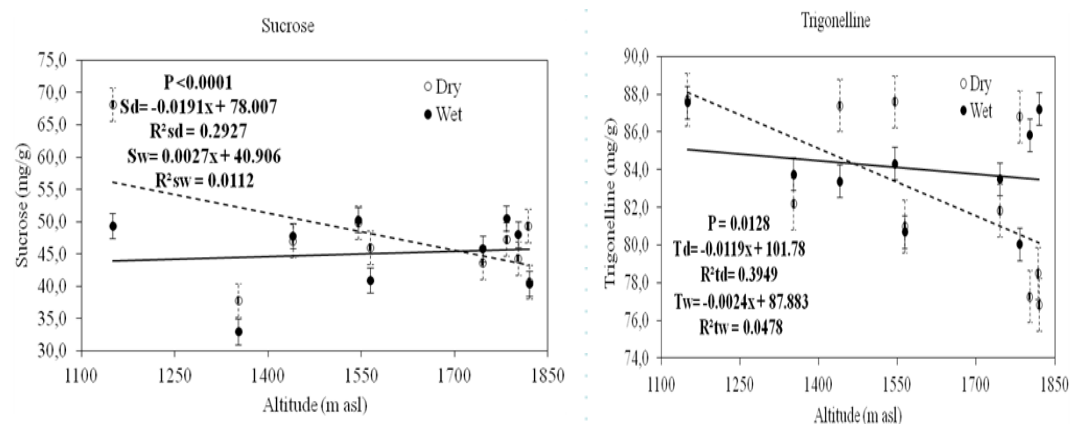 Sucrose
75,0
70,0
65,0
60,0
55,0
50,0
45,0
40,0
35,0
30,0
Sucrose (mg/g)
P <0.0001
Sd= -0.0191x + 78.007
R²sd = 0.2927
Sw= 0.0027x + 40.906
R²sw = 0.0112
Dry
Wet
1100 1250 1400 1550 1700 1850
Altitude (m asl)
Trigonelline
90,0
88,0
86,0
84,0
82,0
80,0
78,0
76,0
74,0
Trigonelline (mg/g)
Dry
Wet
P = 0.0128
Td= -0.0119x + 101.78
R²td = 0.3949
Tw= -0.0024x + 87.883
R²tw = 0.0478
1100 1250 1400 1550 1700 1850
Altitude (m asl)